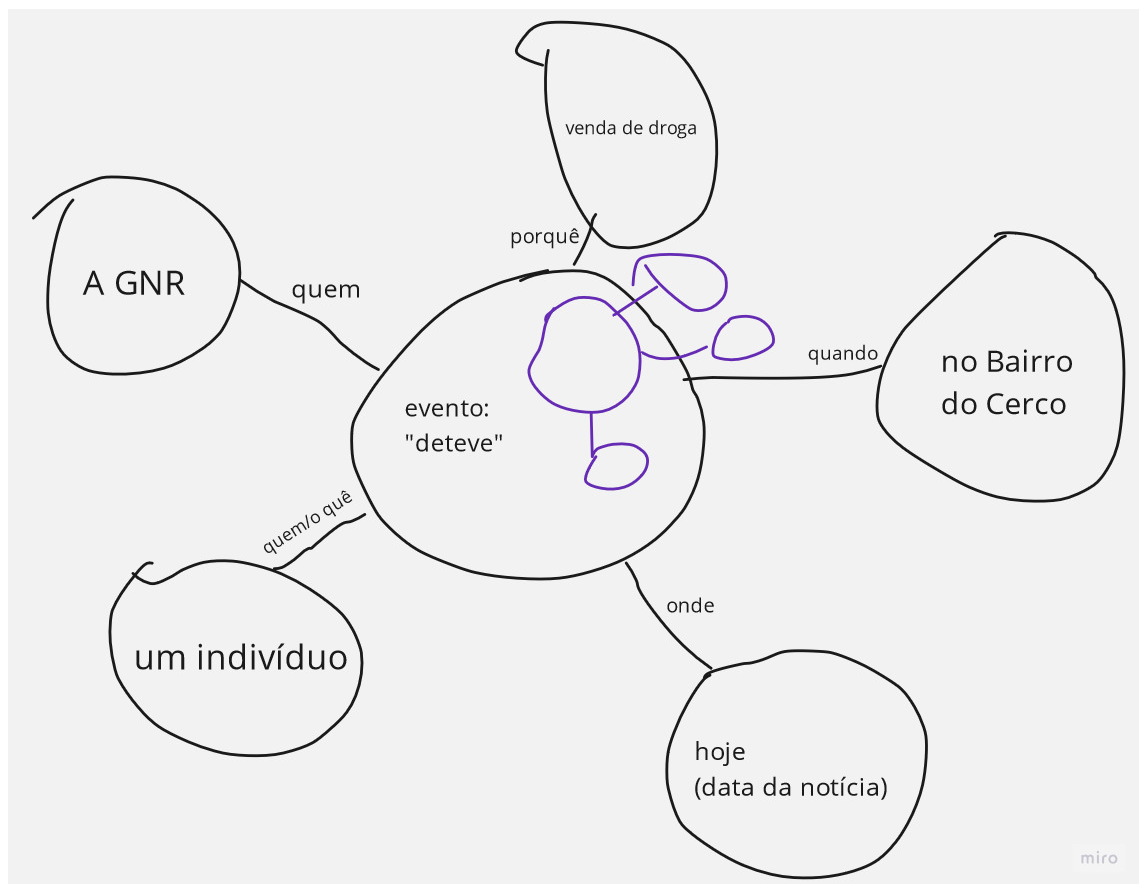 venda de droga
porquê
A GNR
quem
quando
no Bairro
do Cerco
evento:
"deteve"
quem/o quê
um indivíduo
onde
hoje
(data da notícia)
miro